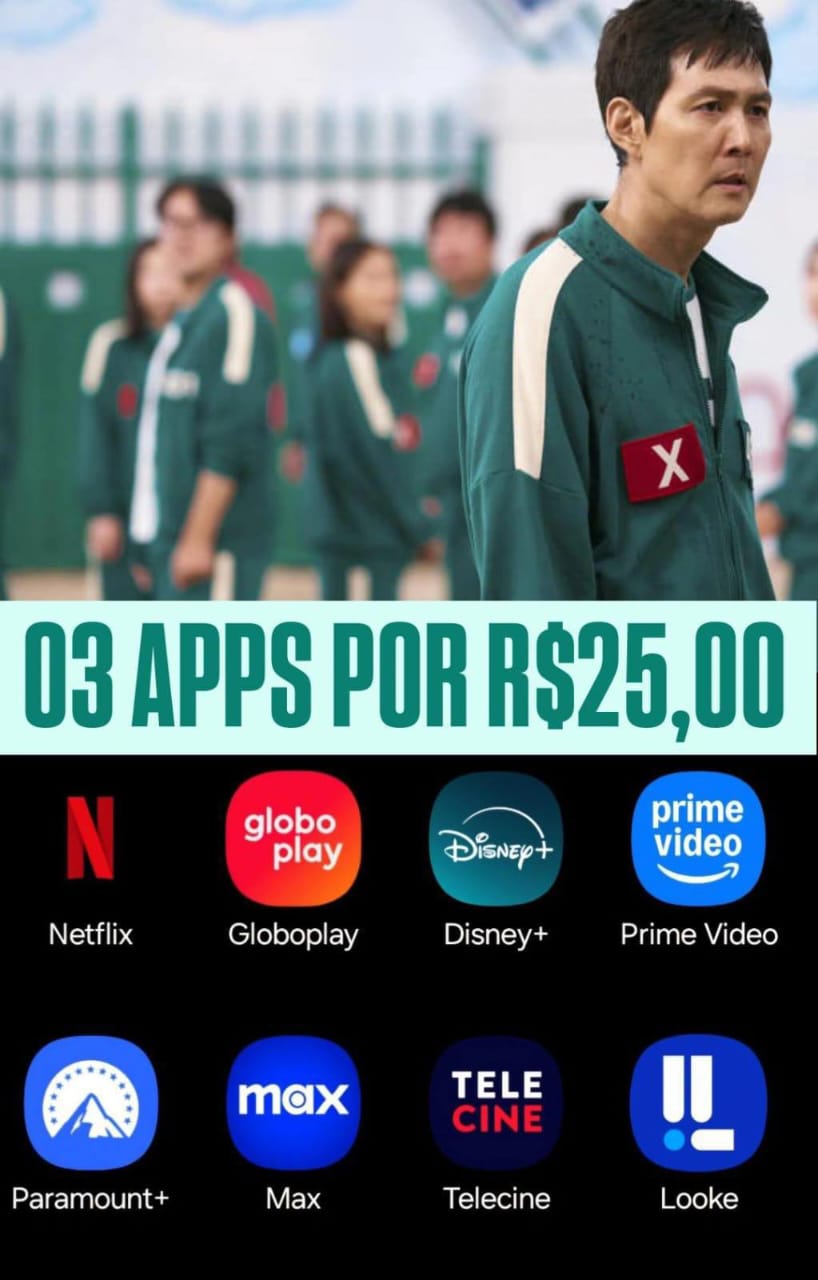 X
03 APPS POR R$25,00
globo
play
Disney+
prime
video
Netflix
Globoplay
Disney+
Prime Video
max
TELE
CINE
Paramount+
Max
Telecine
Looke